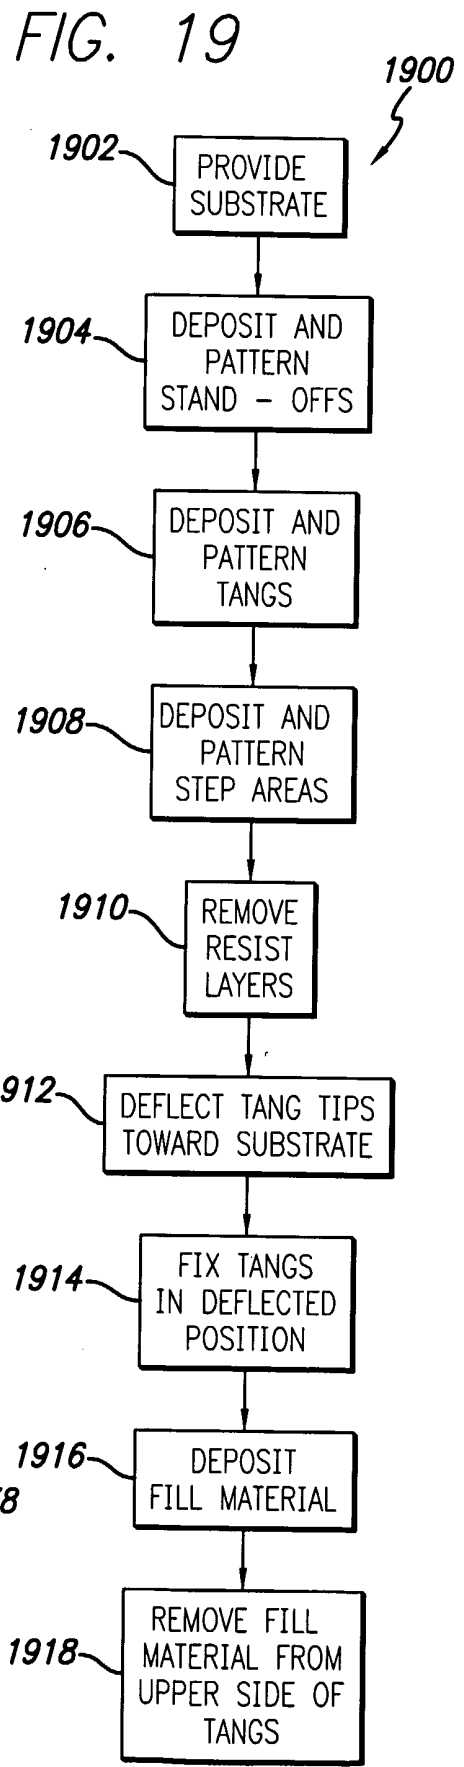 FIG. 19
1900
1902
PROVIDE
SUBSTRATE
1904
DEPOSIT AND
PATTERN
STAND - OFFS
1906
DEPOSIT AND
PATTERN
TANGS
1908
DEPOSIT AND
PATTERN
STEP AREAS
1910
REMOVE
RESIST
LAYERS
912
DEFLECT TANG TIPS
TOWARD SUBSTRATE
1914
FIX TANGS
IN DEFLECTED
POSITION
1916
DEPOSIT
FILL MATERIAL
8
1918
REMOVE FILL
MATERIAL FROM
UPPER SIDE OF
TANGS